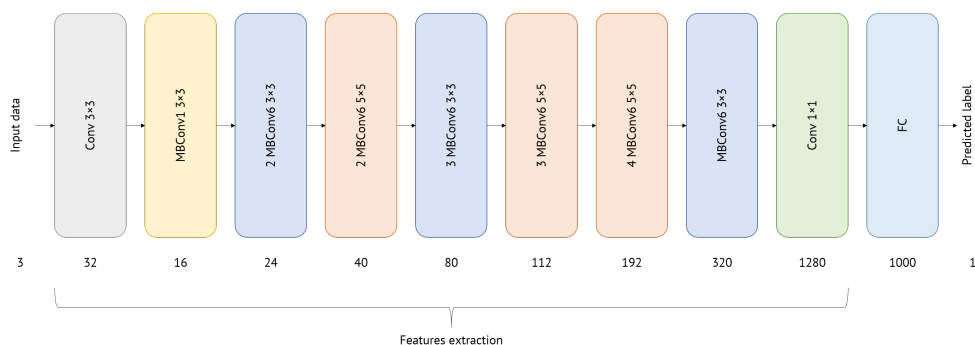 Input data
Conv 3×3
MBConv1 3×3
2 MBConv6 3×3
2 MBConv6 5×5
3 MBConv6 3×3
3 MBConv6 5×5
4 MBConv6 5×5
MBConv6 3×3
Conv 1×1
FC
Predicted label
3 32 16 24 40 80 112 192 320 1280 1000 1
Features extraction